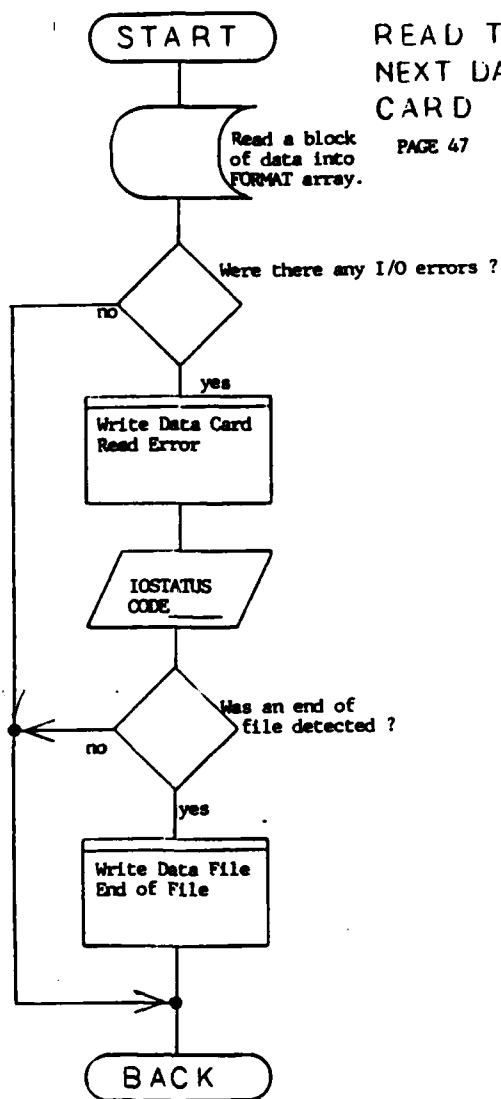 START
READ T
NEXT DA
CARD
PAGE 47
Read a block
of data into
FORMAT array.
Were there any I/O errors ?
no
yes
Write Data Card
Read Error
IOSTATUS
CODE____
Was an end of
file detected ?
no
yes
Write Data File
End of File
BACK